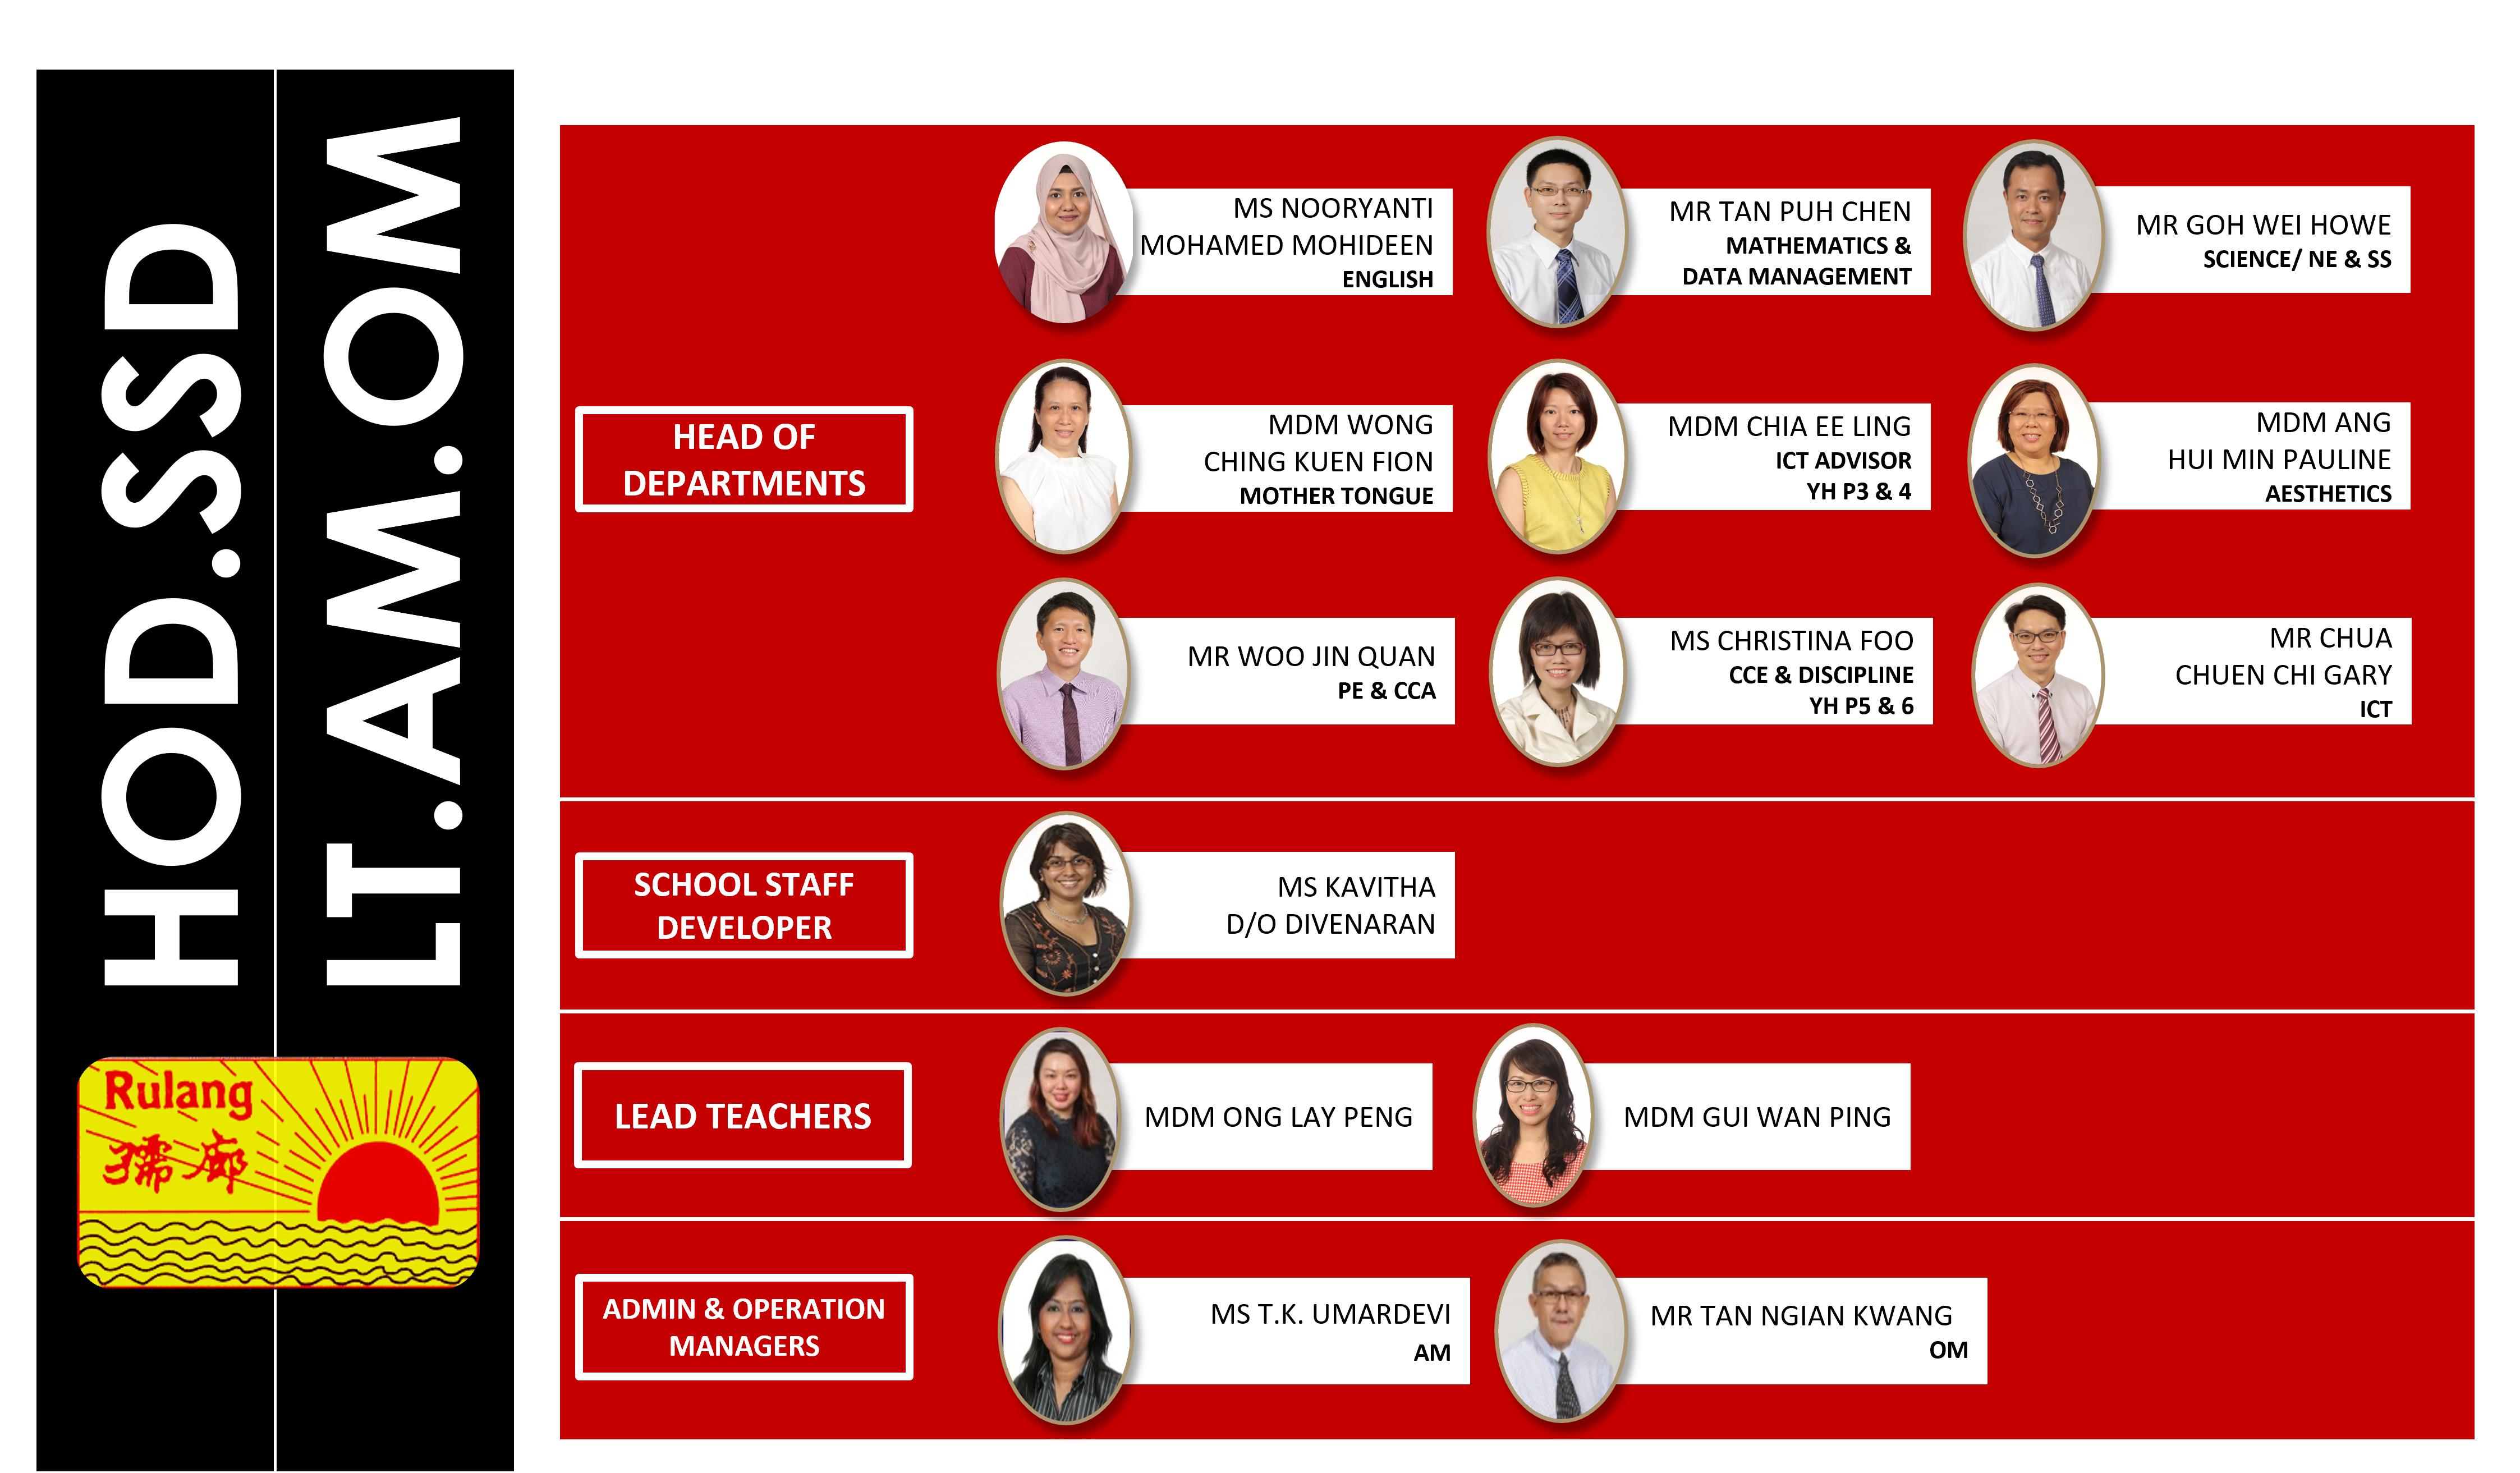 HOD.SSD
LT.AM.OM
Rulang
孺廊
HEAD OF
DEPARTMENTS
MS NOORYANTI
MOHAMED MOHIDEEN
ENGLISH
MR TAN PUH CHEN
MATHEMATICS &
DATA MANAGEMENT
MR GOH WEI HOWE
SCIENCE/ NE & SS
MDM WONG
CHING KUEN FION
MOTHER TONGUE
MDM CHIA EE LING
ICT ADVISOR
YH P3 & 4
MDM ANG
HUI MIN PAULINE
AESTHETICS
MR WOO JIN QUAN
PE & CCA
MS CHRISTINA FOO
CCE & DISCIPLINE
YH P5 & 6
MR CHUA
CHUEN CHI GARY
ICT
SCHOOL STAFF
DEVELOPER
MS KAVITHA
D/O DIVENARAN
LEAD TEACHERS
MDM ONG LAY PENG
MDM GUI WAN PING
ADMIN & OPERATION
MANAGERS
MS T.K. UMARDEVI
AM
MR TAN NGIAN KWANG
OM